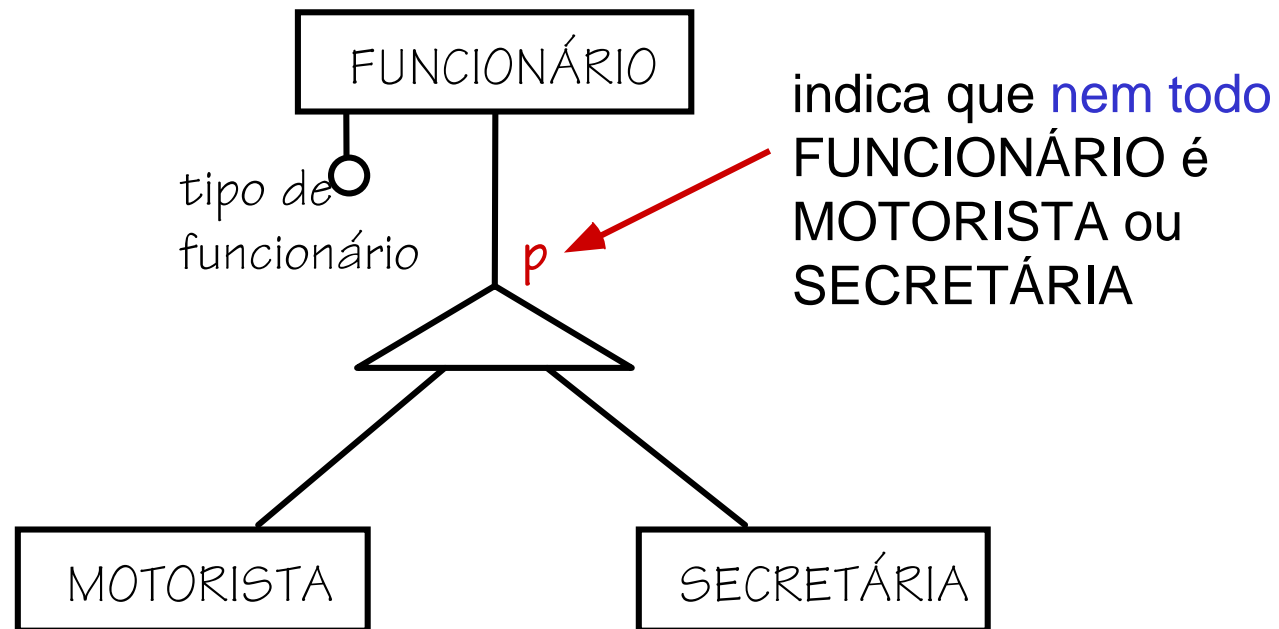 FUNCIONÁRIO
tipo de
funcionário
p
indica que nem todo
FUNCIONÁRIO é
MOTORISTA ou
SECRETÁRIA
MOTORISTA
SECRETÁRIA